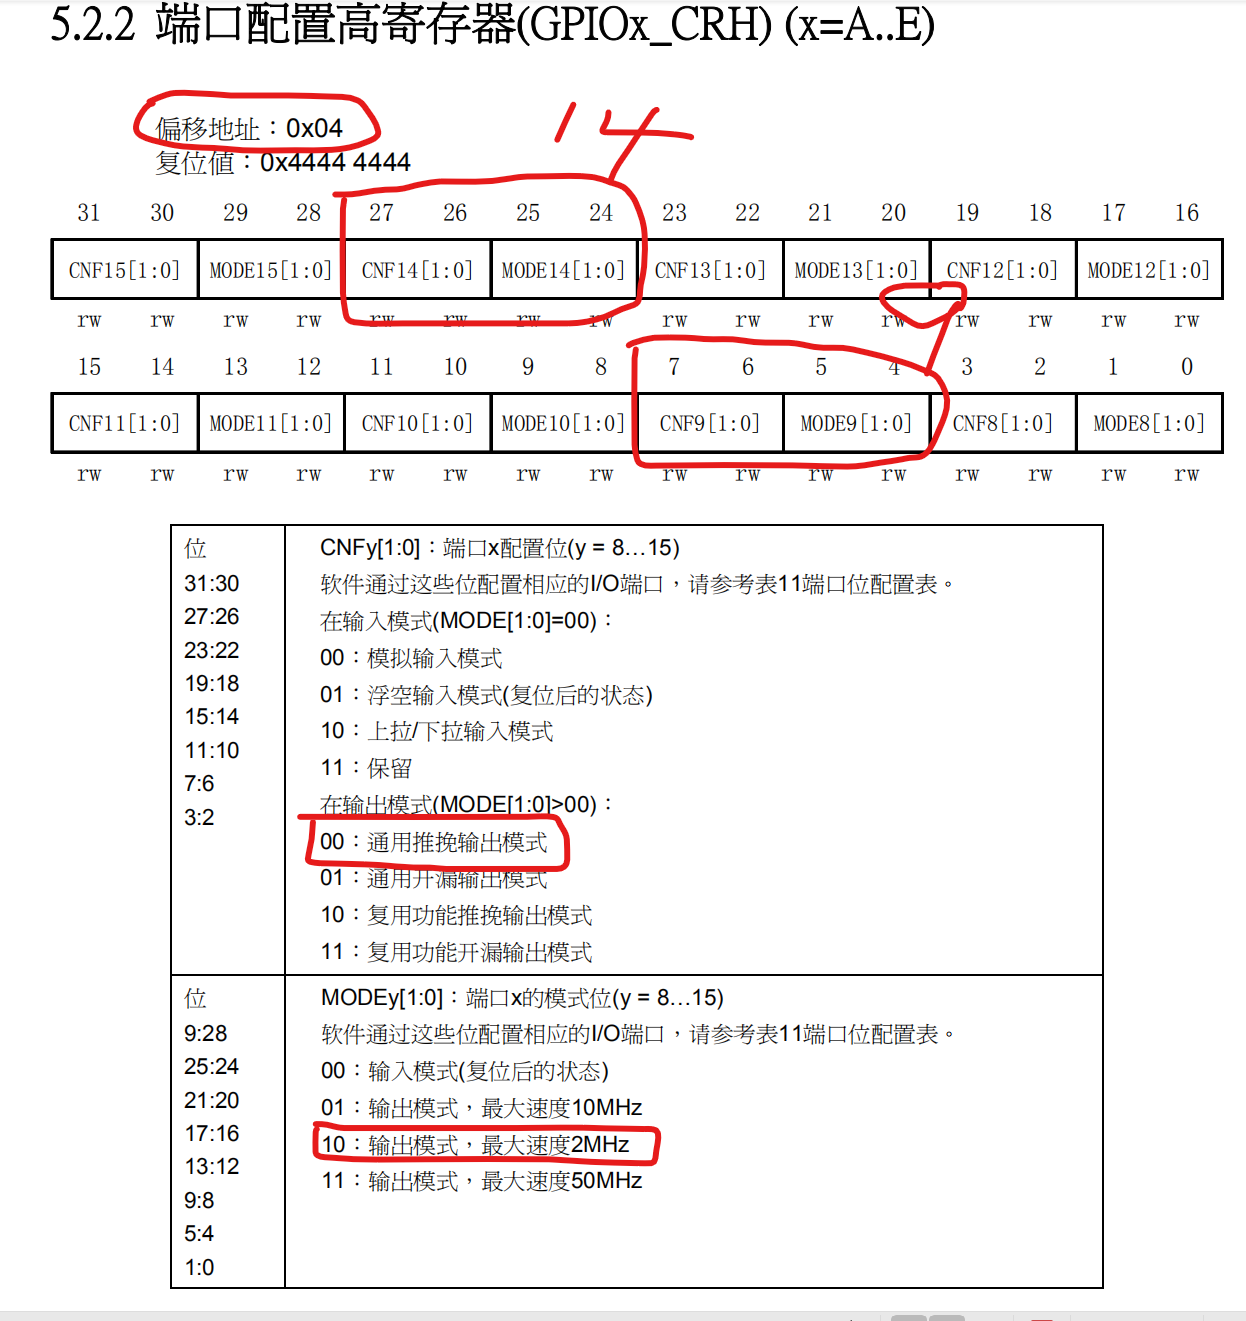 5.2.2 端口配置高寄存器(GPIOx_CRH) (x=A..E)
偏移地址：0x04
复位值：0x4444 4444
14
31 30 29 28 27 26 25 24 23 22 21 20 19 18 17 16
CNF15[1:0] MODE15[1:0] CNF14[1:0] MODE14[1:0] CNF13[1:0] MODE13[1:0] CNF12[1:0] MODE12[1:0]
rw rw rw rw rw rw rw rw rw rw rw rw rw rw rw rw
15 14 13 12 11 10 9 8 7 6 5 4 3 2 1 0
CNF11[1:0] MODE11[1:0] CNF10[1:0] MODE10[1:0] CNF9[1:0] MODE9[1:0] CNF8[1:0] MODE8[1:0]
rw rw rw rw rw rw rw rw rw rw rw rw rw rw rw rw
位
31:30
27:26
23:22
19:18
15:14
11:10
7:6
3:2
CNFy[1:0]：端口x配置位(y = 8…15)
软件通过这些位配置相应的I/O端口，请参考表11端口位配置表。
在输入模式(MODE[1:0]=00)：
00：模拟输入模式
01：浮空输入模式(复位后的状态)
10：上拉/下拉输入模式
11：保留
在输出模式(MODE[1:0]>00)：
00：通用推挽输出模式
01：通用开漏输出模式
10：复用功能推挽输出模式
11：复用功能开漏输出模式
位
9:28
25:24
21:20
17:16
13:12
9:8
5:4
1:0
MODEy[1:0]：端口x的模式位(y = 8…15)
软件通过这些位配置相应的I/O端口，请参考表11端口位配置表。
00：输入模式(复位后的状态)
01：输出模式，最大速度10MHz
10：输出模式，最大速度2MHz
11：输出模式，最大速度50MHz